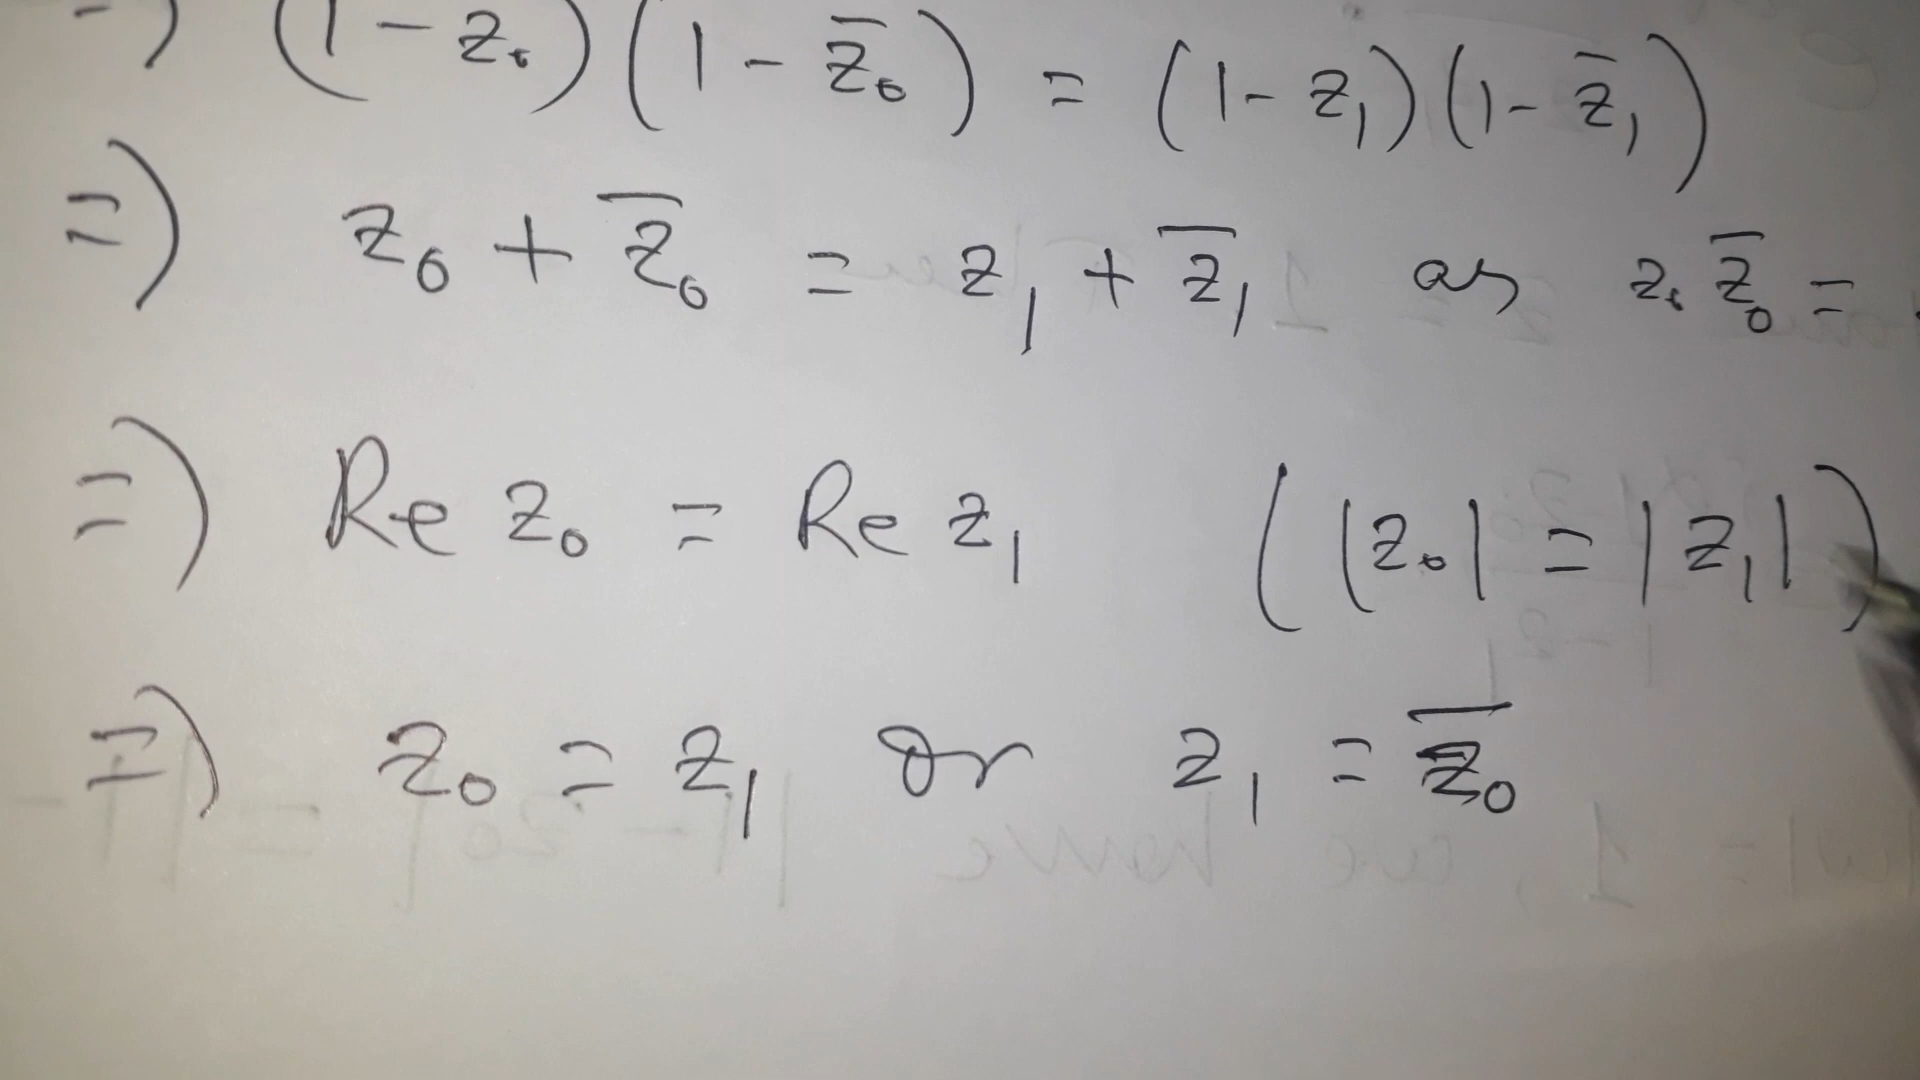 ⇒ (1 - z₀)(1 - z̄₀) = (1 - z₁)(1 - z̄₁)
⇒ z₀ + z̄₀ = z₁ + z̄₁ as z₀ z̄₀ =
⇒ Re z₀ = Re z₁ (|z₀| = |z₁|)
⇒ z₀ = z₁ or z₁ = z̄₀